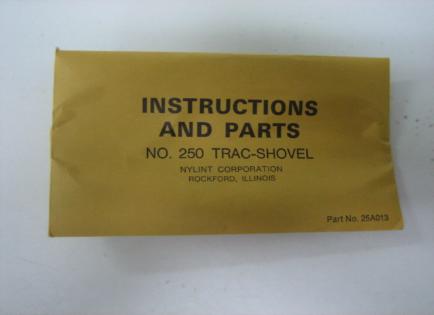 INSTRUCTIONS
AND PARTS
NO. 250 TRAC-SHOVEL
NYLINT CORPORATION
ROCKFORD, ILLINOIS
Part No. 25A013